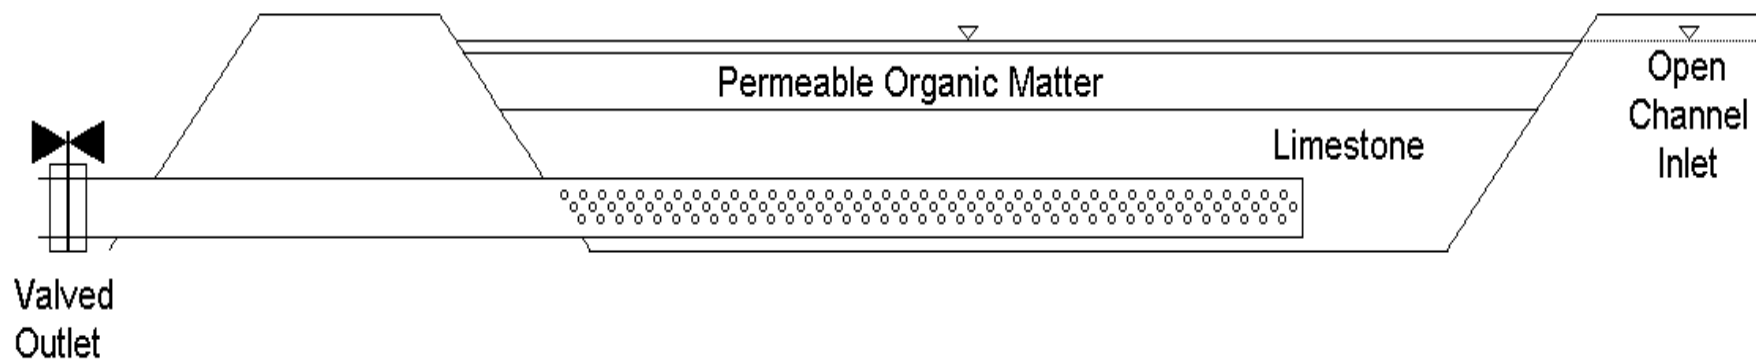 Permeable Organic Matter
Limestone
Open
Channel
Inlet
Valved
Outlet